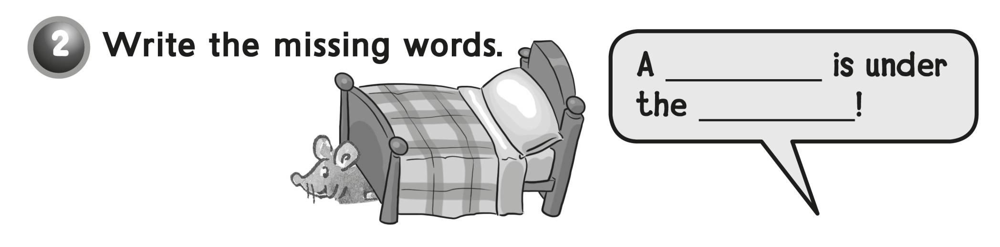 2 Write the missing words.
A __________ is under
the __________!